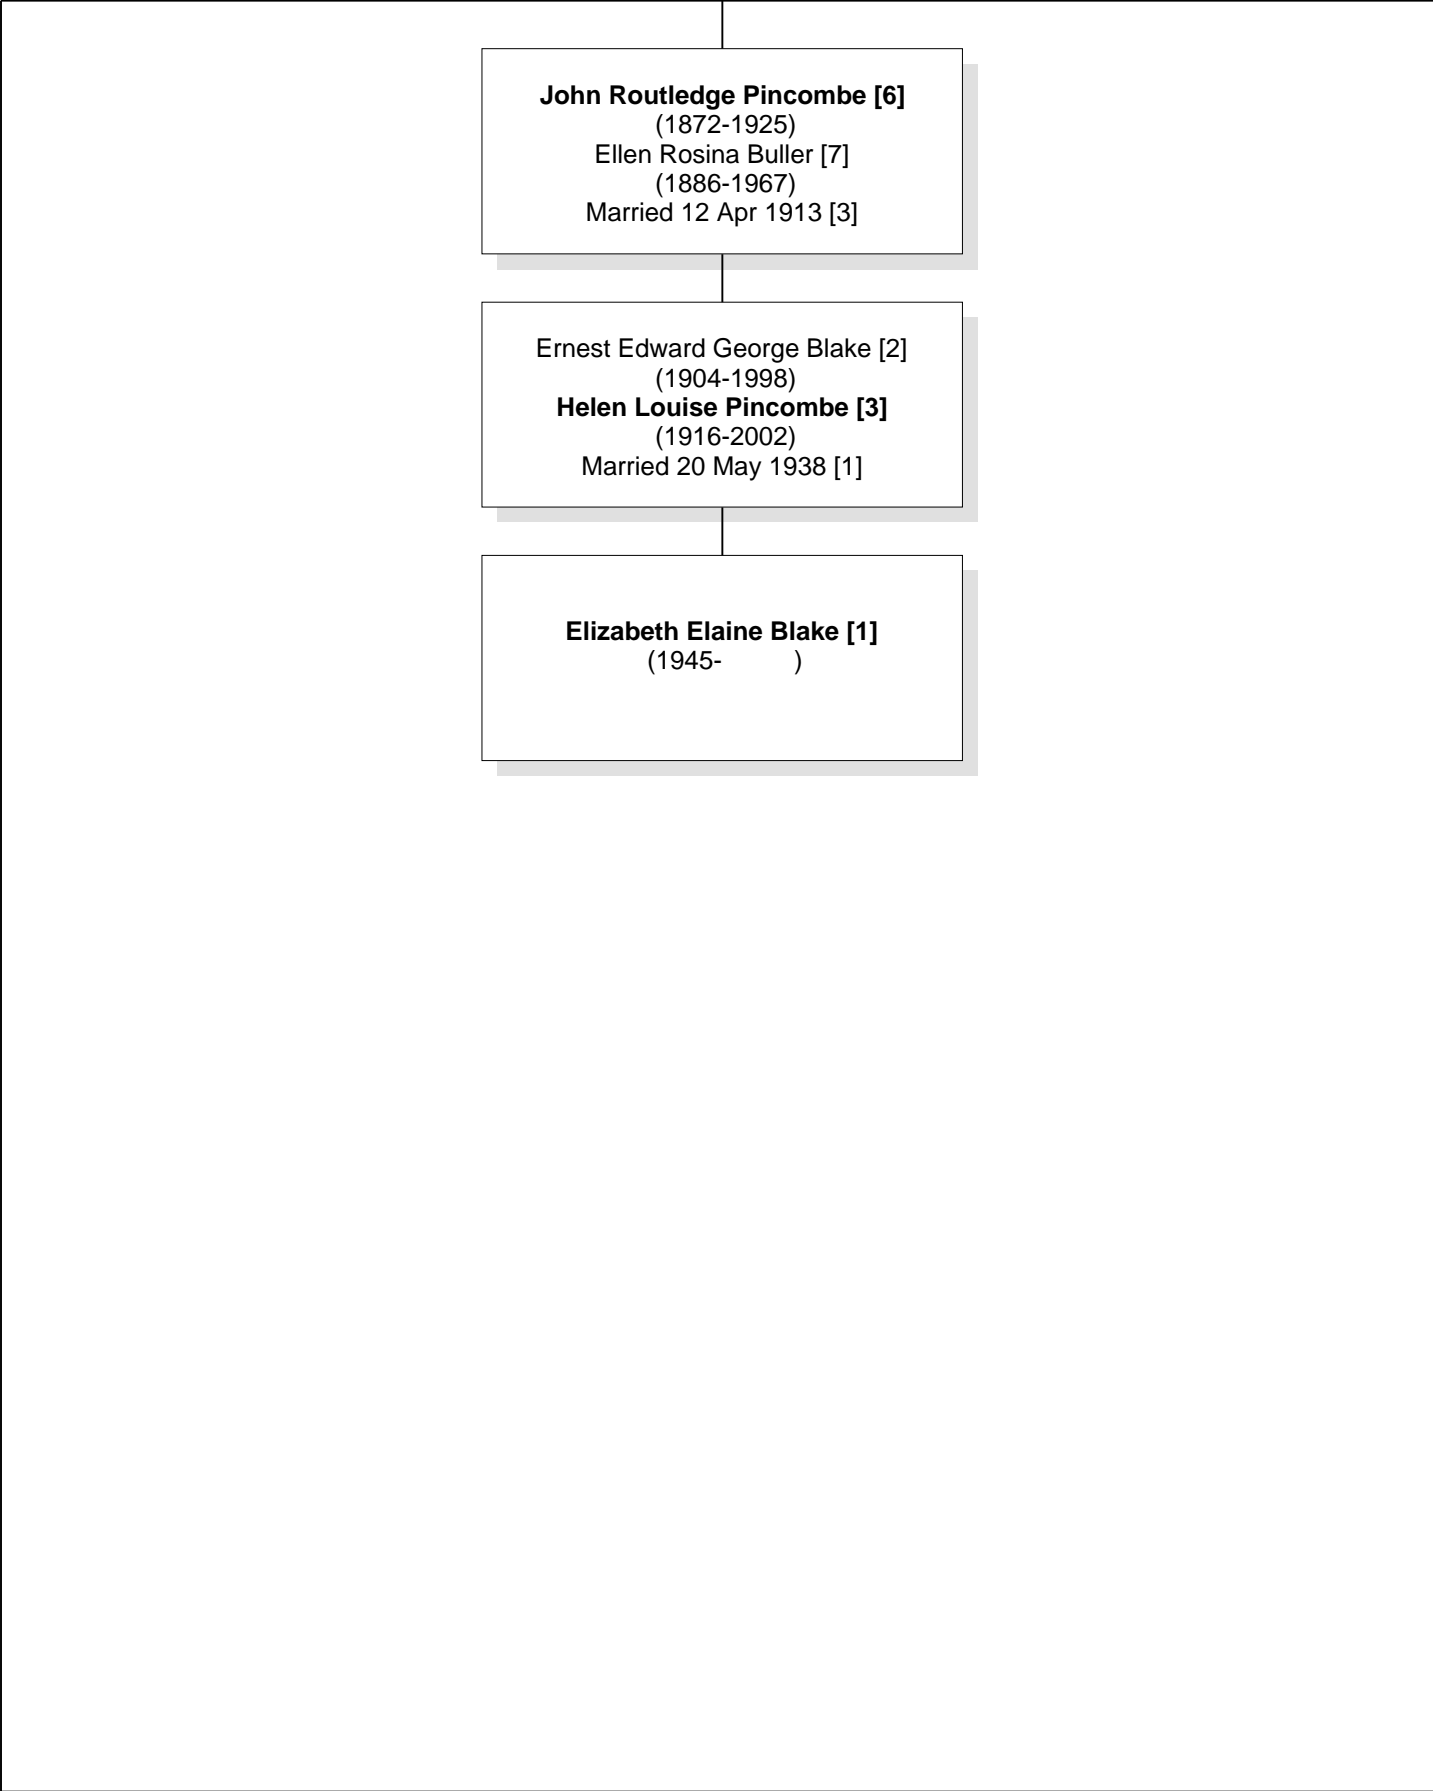 John Routledge Pincombe [6]
(1872-1925)
Ellen Rosina Buller [7]
(1886-1967)
Married 12 Apr 1913 [3]
Ernest Edward George Blake [2]
(1904-1998)
Helen Louise Pincombe [3]
(1916-2002)
Married 20 May 1938 [1]
Elizabeth Elaine Blake [1]
(1945-          )